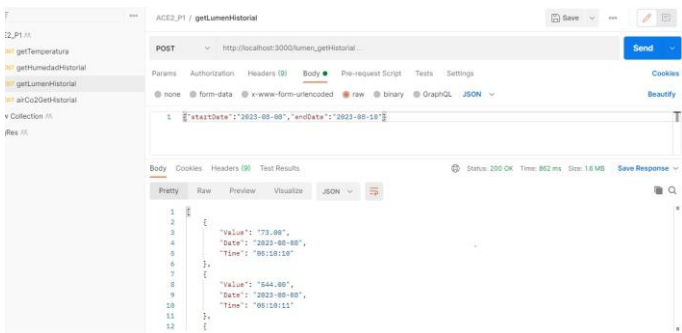 ACE2_P1 / getLumenHistorial
Save
E2_P1
getTemperatura
getHumedadHistorial
getLumenHistorial
airCo2GetHistorial
Collection
POST
http://localhost:3000/lumen_getHistorial...
Send
Params Authorization Headers (9) Body Pre-request Script Tests Settings
Cookies
none form-data x-www-form-urlencoded raw binary GraphQL JSON
Beautify
1 {"startDate":"2023-08-08","endDate":"2023-08-10"}
Body Cookies Headers (9) Test Results
Status: 200 OK Time: 862 ms Size: 1.6 MB Save Response
Pretty Raw Preview Visualize JSON
1 [
2 {
3 "Value": "73.00",
4 "Date": "2023-08-08",
5 "Time": "06:10:10"
6 },
7 {
8 "Value": "644.00",
9 "Date": "2023-08-08",
10 "Time": "06:10:11"
11 },
12 {